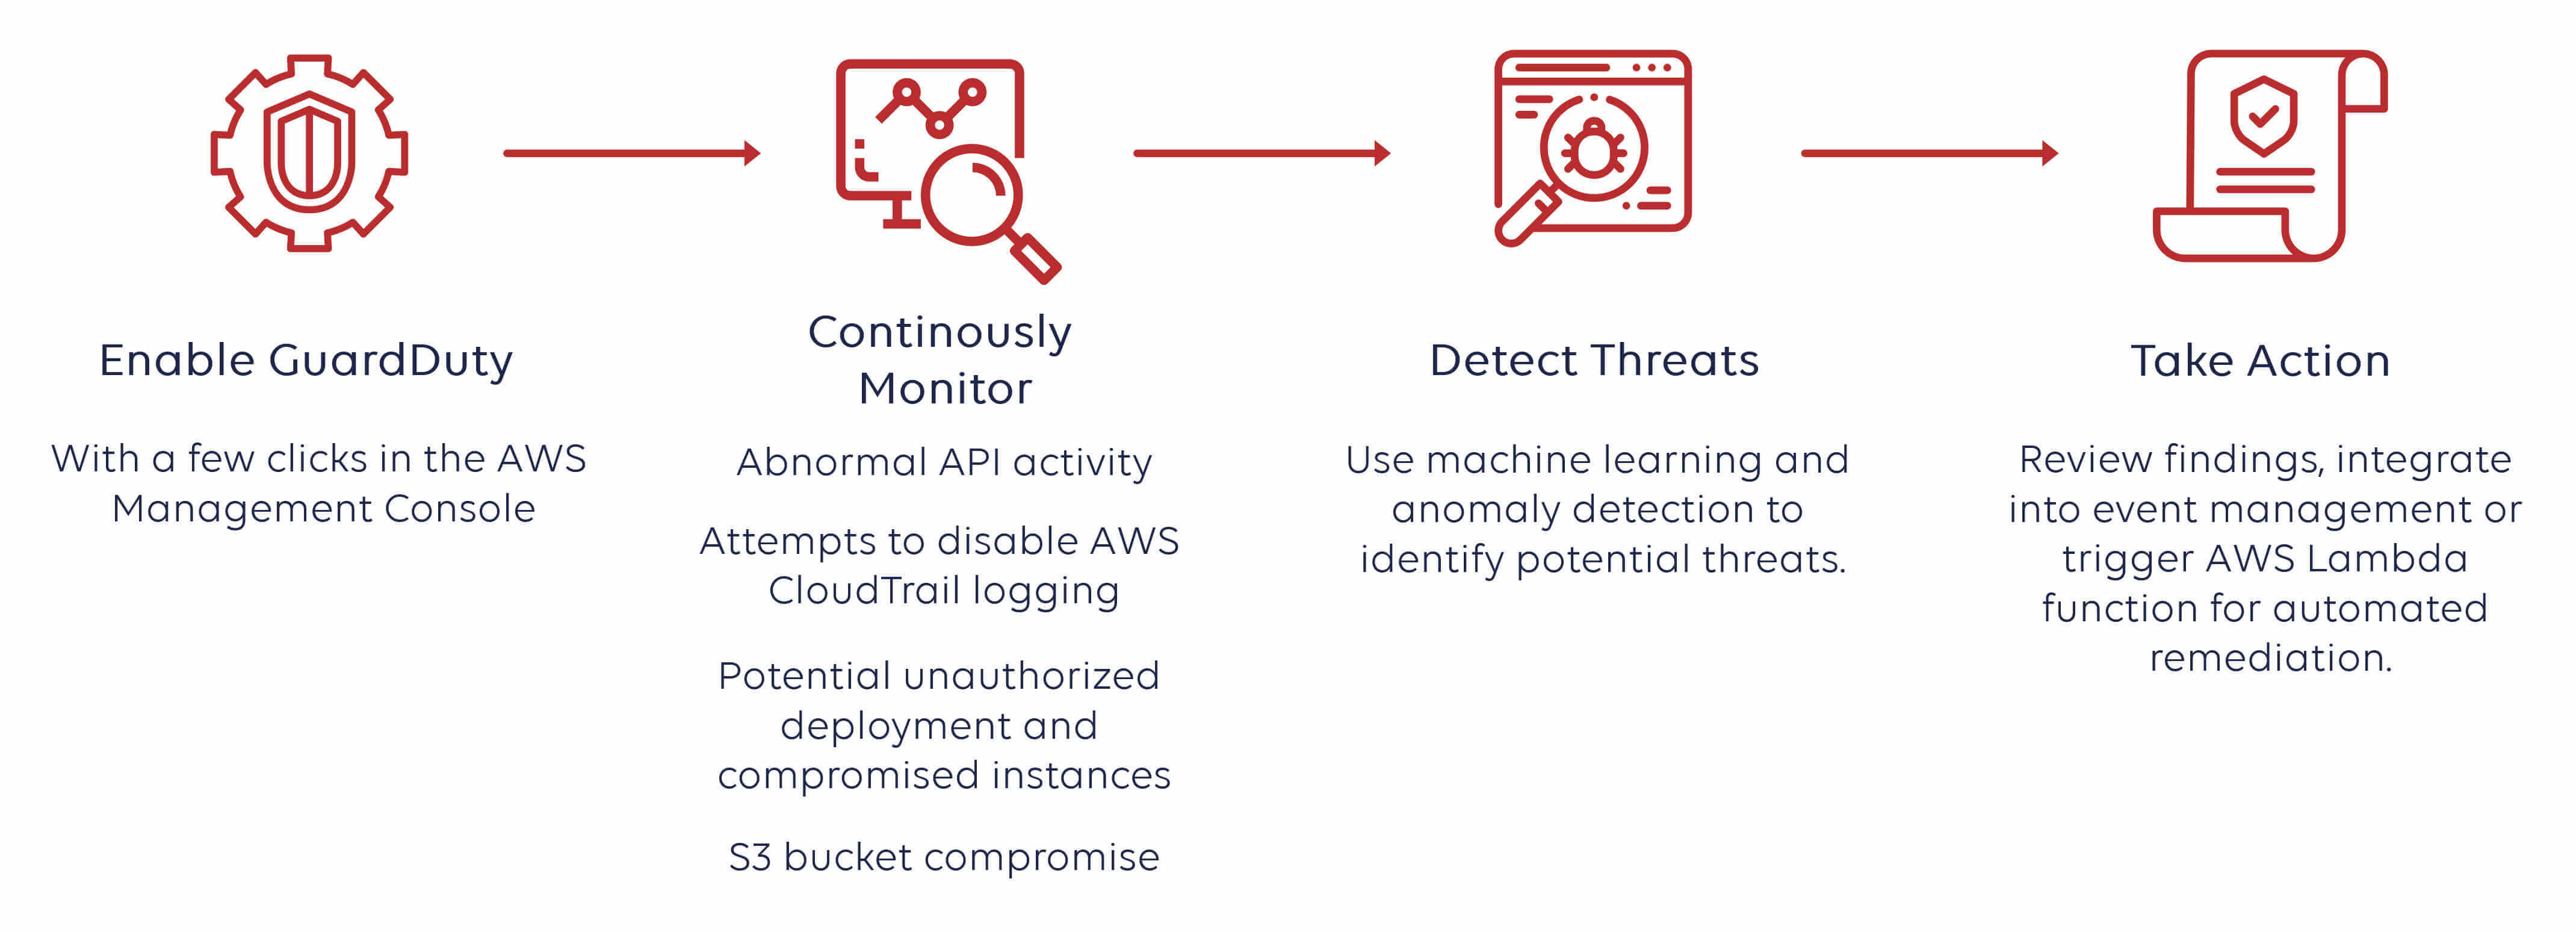 Enable GuardDuty
With a few clicks in the AWS
Management Console
Continously
Monitor
Abnormal API activity
Attempts to disable AWS
CloudTrail logging
Potential unauthorized
deployment and
compromised instances
S3 bucket compromise
Detect Threats
Use machine learning and
anomaly detection to
identify potential threats.
Take Action
Review findings, integrate
into event management or
trigger AWS Lambda
function for automated
remediation.